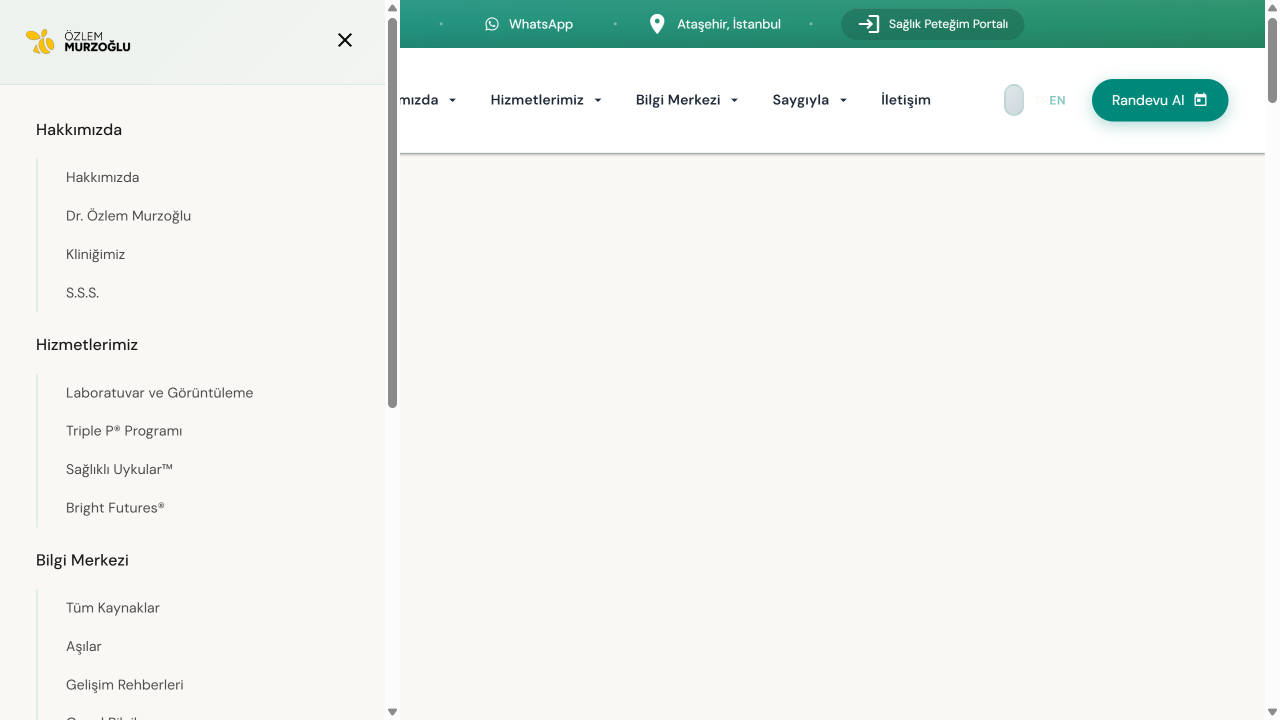 ÖZLEM
MURZOĞLU
Hakkımızda
Hakkımızda
Dr. Özlem Murzoğlu
Kliniğimiz
S.S.S.
Hizmetlerimiz
Laboratuvar ve Görüntüleme
Triple P® Programı
Sağlıklı Uykular™
Bright Futures®
Bilgi Merkezi
Tüm Kaynaklar
Aşılar
Gelişim Rehberleri
WhatsApp
Ataşehir, İstanbul
Sağlık Peteğim Portalı
mızda
Hizmetlerimiz
Bilgi Merkezi
Saygıyla
İletişim
TR
EN
Randevu Al